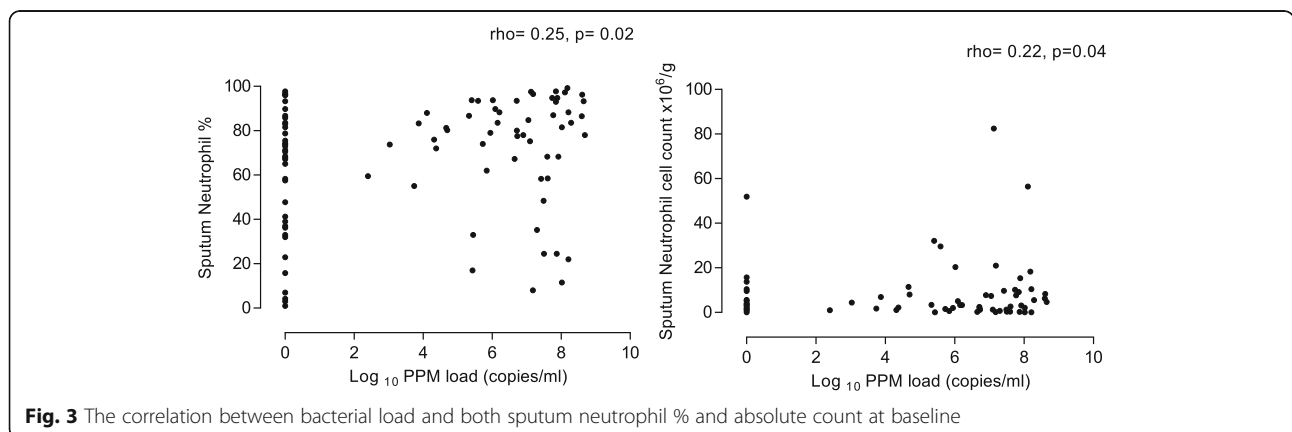 rho= 0.25, p= 0.02
Sputum Neutrophil %
100
80
60
40
20
0
0 2 4 6 8 10
Log 10 PPM load (copies/ml)
rho= 0.22, p=0.04
Sputum Neutrophil cell count x10^6/g
100
80
60
40
20
0
0 2 4 6 8 10
Log 10 PPM load (copies/ml)
Fig. 3 The correlation between bacterial load and both sputum neutrophil % and absolute count at baseline